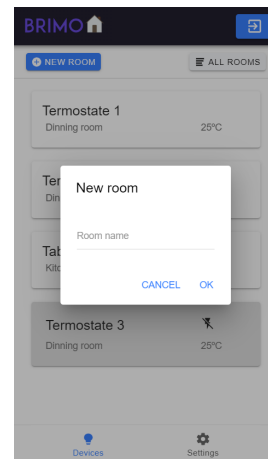 BRIMO
NEW ROOM
ALL ROOMS
Termostate 1
Dinning room 25ºC
Ter
New room
Din
Room name
Tab
Kitc
CANCEL OK
Termostate 3
Dinning room 25ºC
Devices Settings